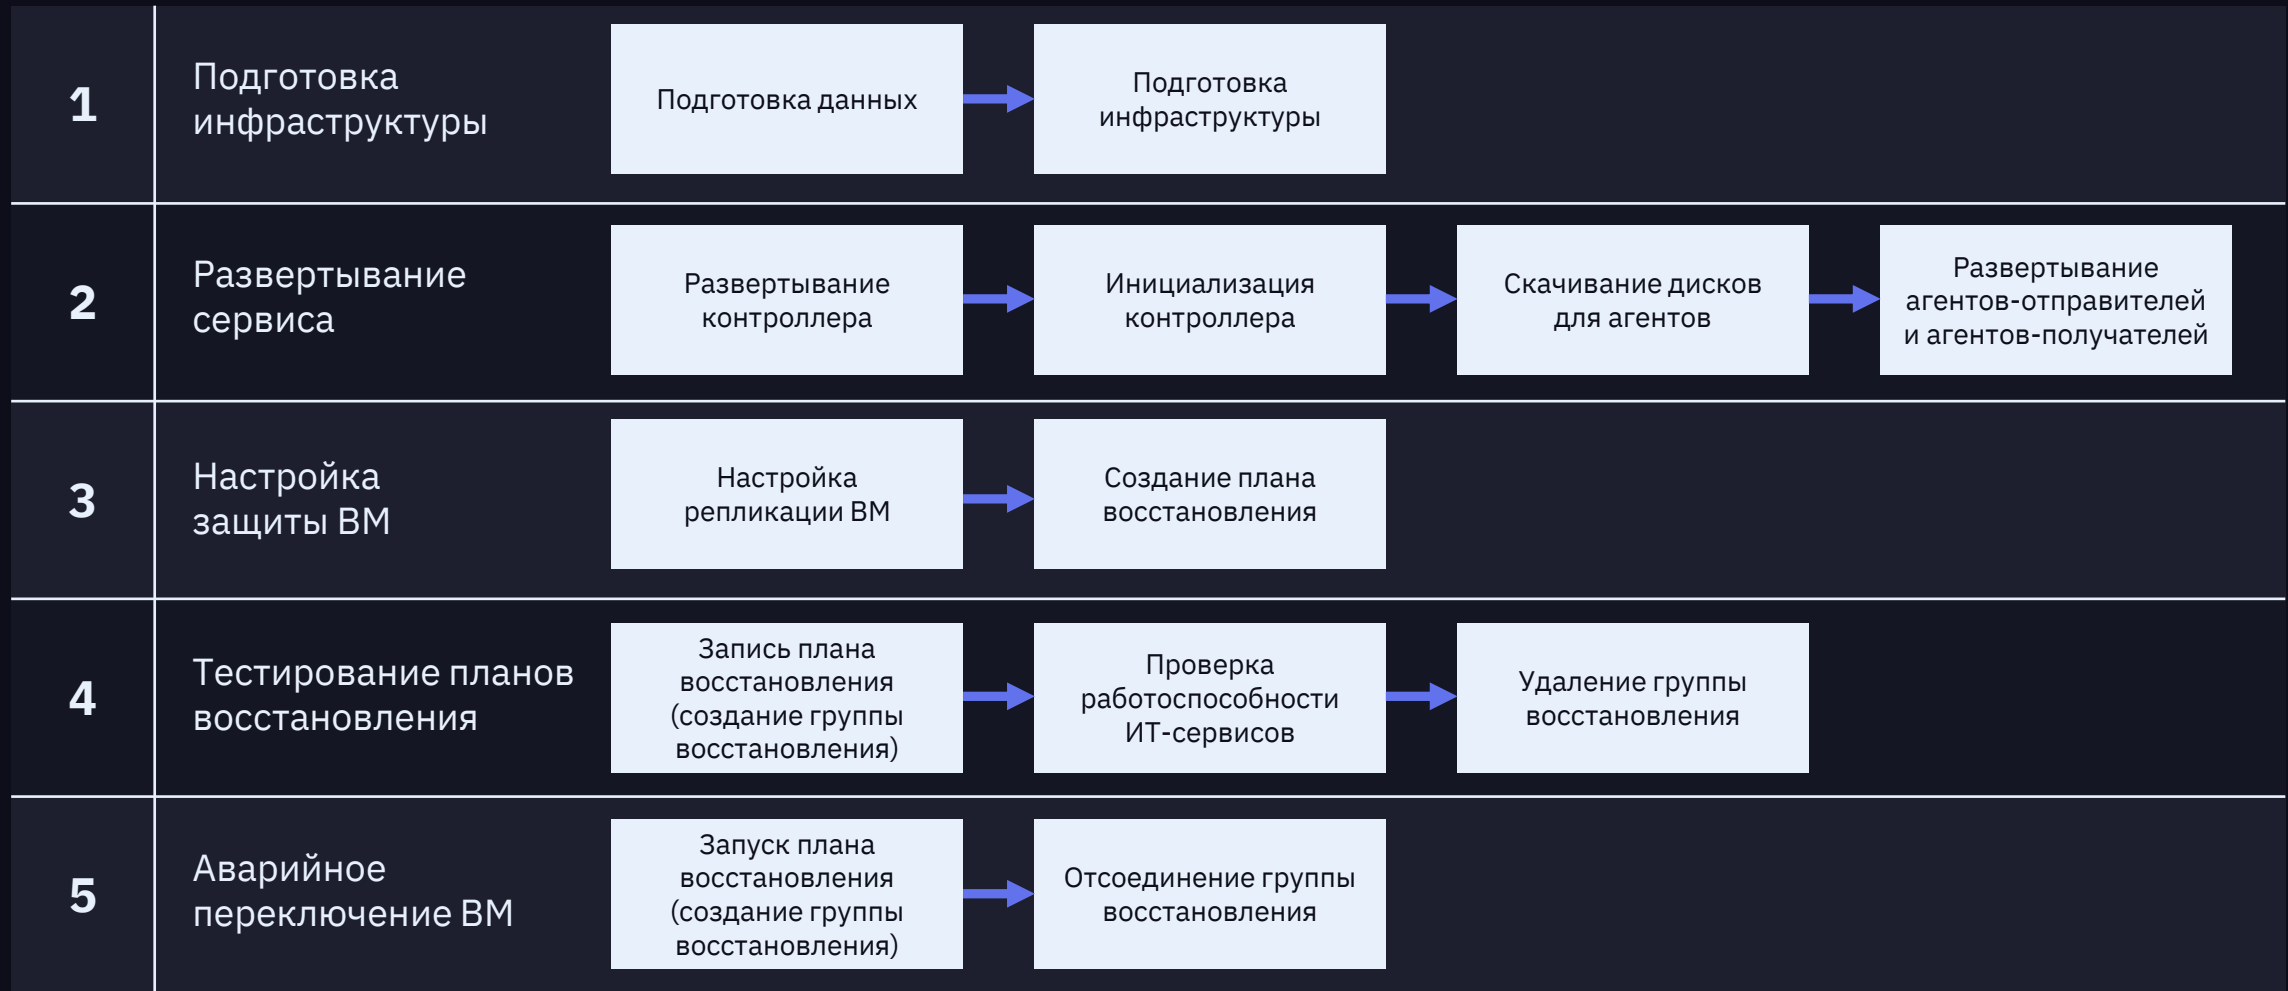 1
Подготовка
инфраструктуры
Подготовка данных
Подготовка
инфраструктуры
2
Развертывание
сервиса
Развертывание
контроллера
Инициализация
контроллера
Скачивание дисков
для агентов
Развертывание
агентов-отправителей
и агентов-получателей
3
Настройка
защиты ВМ
Настройка
репликации ВМ
Создание плана
восстановления
4
Тестирование планов
восстановления
Запись плана
восстановления
(создание группы
восстановления)
Проверка
работоспособности
ИТ-сервисов
Удаление группы
восстановления
5
Аварийное
переключение ВМ
Запуск плана
восстановления
(создание группы
восстановления)
Отсоединение группы
восстановления